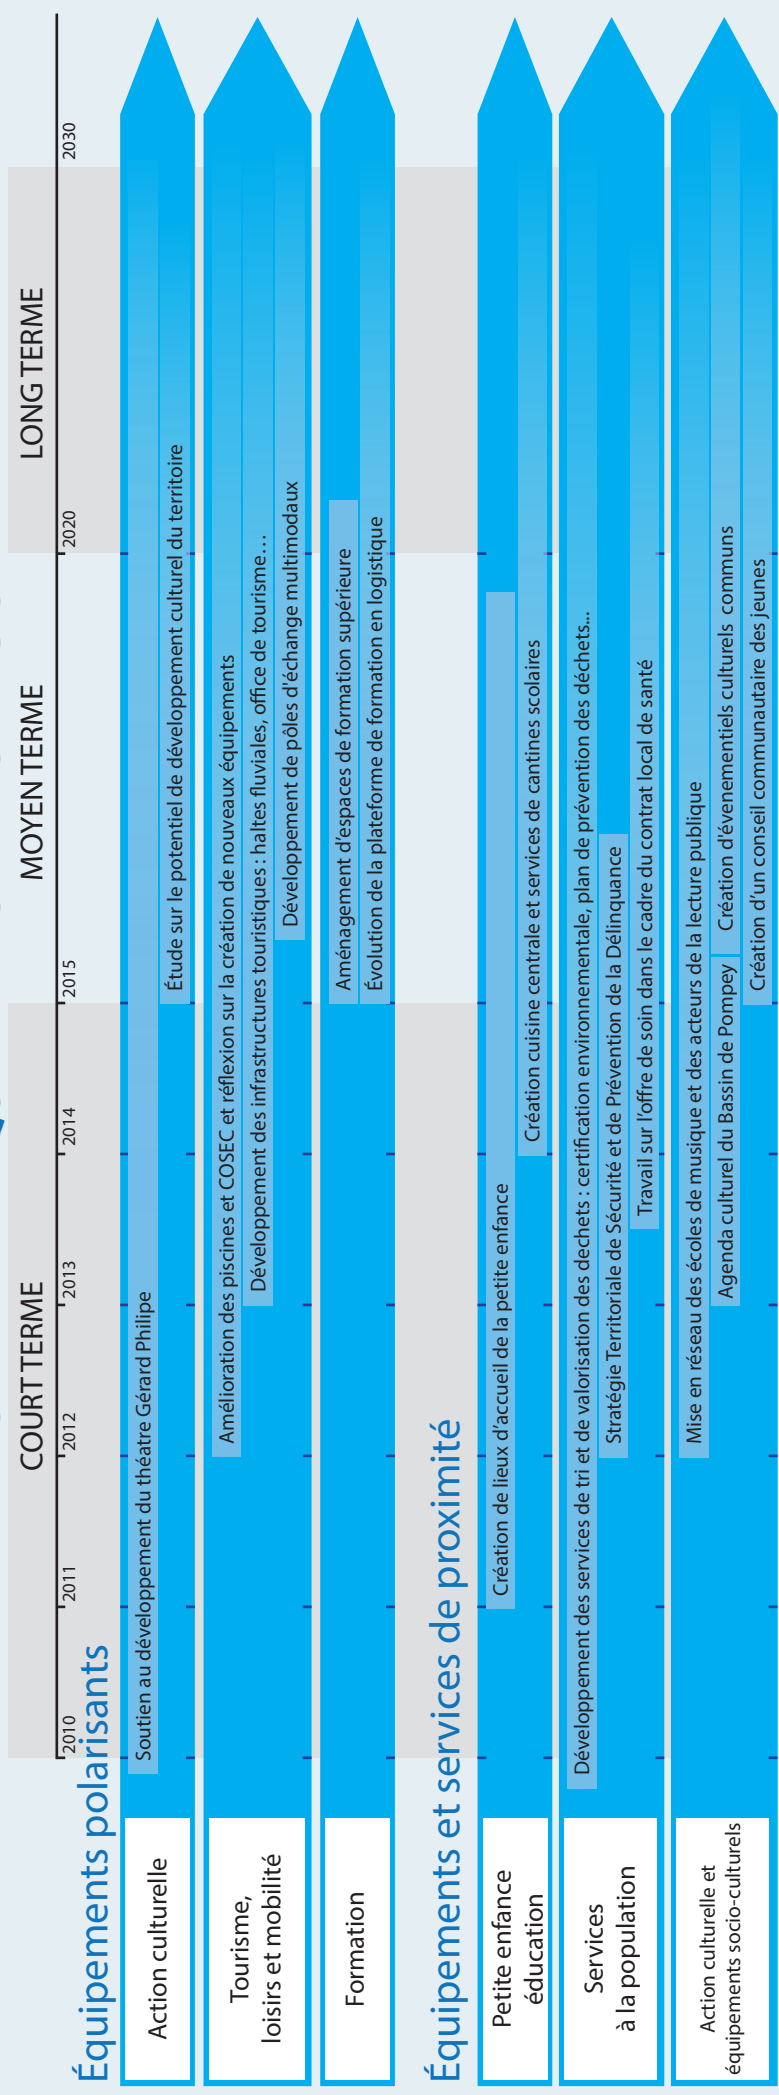 COURT TERME
MOYEN TERME
LONG TERME
2010
2011
2012
2013
2014
2015
2020
2030
Équipements polarisants
Action culturelle
Soutien au développement du théatre Gérard Philipe
Étude sur le potentiel de développement culturel du territoire
Tourisme,
loisirs et mobilité
Amélioration des piscines et COSEC et réflexion sur la création de nouveaux équipements
Développement des infrastructures touristiques : haltes fluviales, office de tourisme…
Développement de pôles d'échange multimodaux
Formation
Aménagement d'espaces de formation supérieure
Évolution de la plateforme de formation en logistique
Équipements et services de proximité
Petite enfance
éducation
Création de lieux d'accueil de la petite enfance
Création cuisine centrale et services de cantines scolaires
Services
à la population
Développement des services de tri et de valorisation des dechets : certification environnementale, plan de prévention des déchets...
Stratégie Territoriale de Sécurité et de Prévention de la Délinquance
Travail sur l'offre de soin dans le cadre du contrat local de santé
Action culturelle et
équipements socio-culturels
Mise en réseau des écoles de musique et des acteurs de la lecture publique
Agenda culturel du Bassin de Pompey
Création d'évenementiels culturels communs
Création d'un conseil communautaire des jeunes